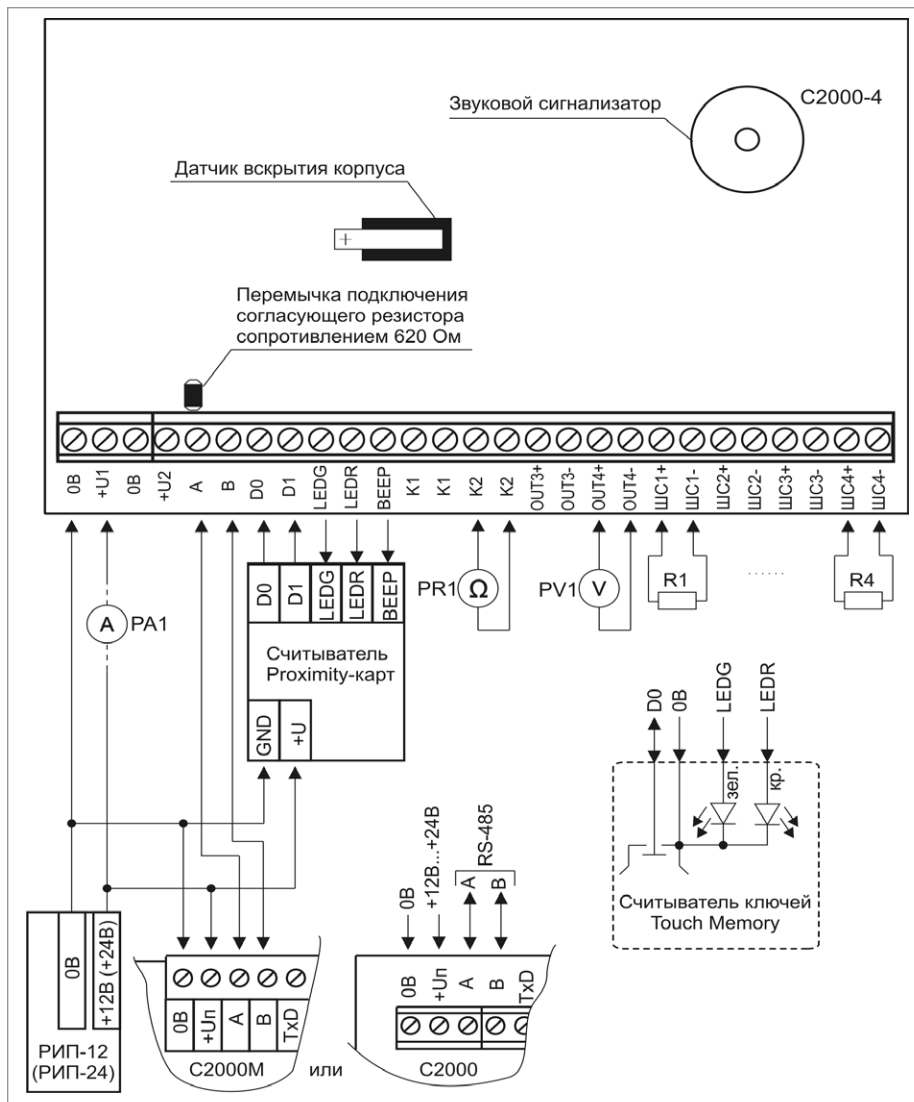 С2000-4
Звуковой сигнализатор
Датчик вскрытия корпуса
+
Перемычка подключения
согласующего резистора
сопротивлением 620 Ом
0В
+U1
0В
+U2
A
B
D0
D1
LEDG
LEDR
BEEP
К1
К1
К2
К2
OUT3+
OUT3-
OUT4+
OUT4-
ШС1+
ШС1-
ШС2+
ШС2-
ШС3+
ШС3-
ШС4+
ШС4-
A
PA1
D0
D1
LEDG
LEDR
BEEP
Считыватель
Proximity-карт
GND
+U
PR1
Ω
PV1
V
R1
......
R4
D0
0В
LEDG
LEDR
зел.
кр.
Считыватель ключей
Touch Memory
0В
+12В (+24В)
РИП-12
(РИП-24)
0В
+Uп
A
B
TxD
С2000М
или
0В
+12В...+24В
A
B
RS-485
0В
+Uп
A
B
TxD
С2000